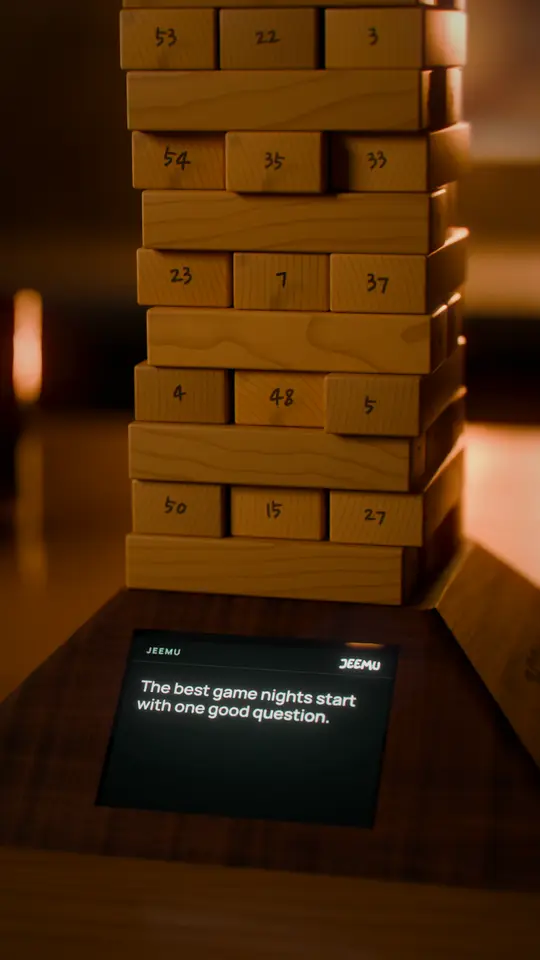 53 22 3
54 35 33
23 7 37
4 48 5
50 15 27
JEEMU JEEMU
The best game nights start
with one good question.